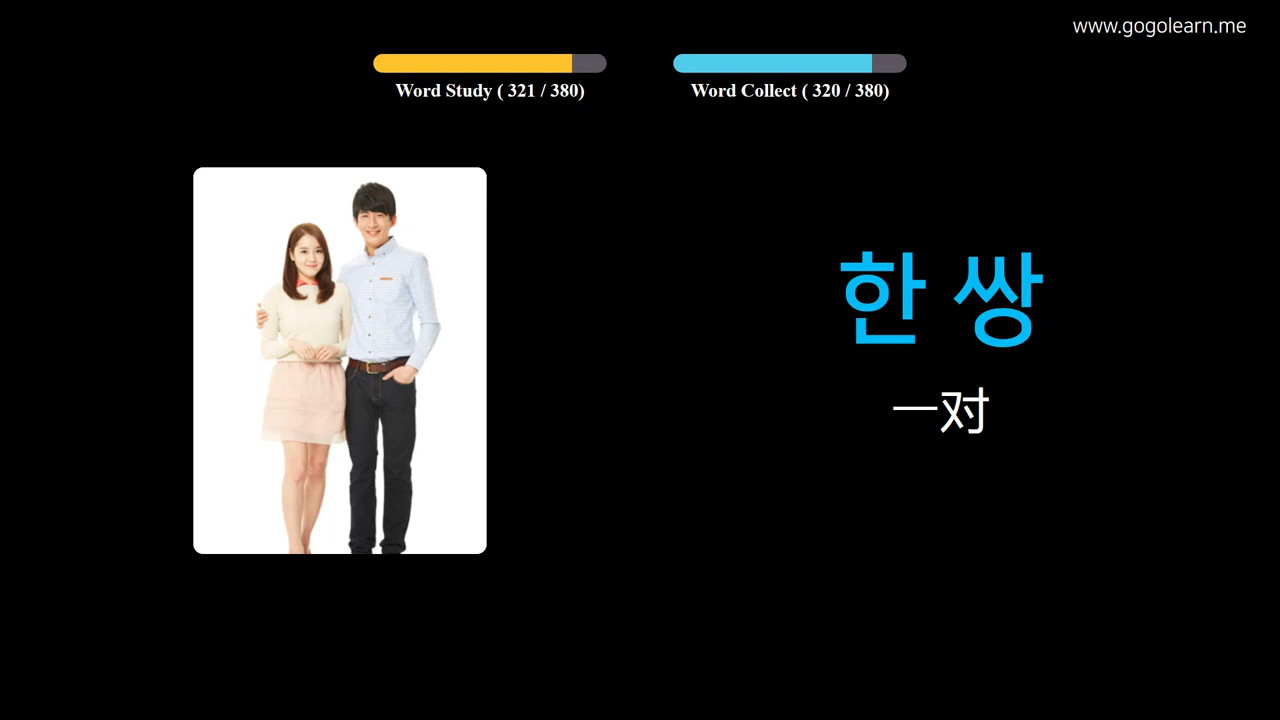 www.gogolearn.me
Word Study ( 321 / 380)
Word Collect ( 320 / 380)
한 쌍
一对